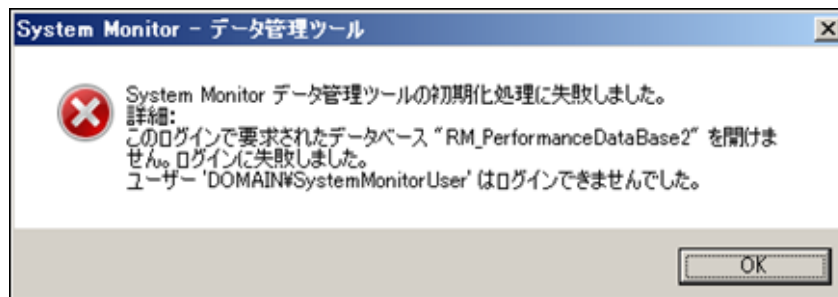 System Monitor - データ管理ツール
System Monitor データ管理ツールの初期化処理に失敗しました。
詳細:
このログインで要求されたデータベース "RM_PerformanceDataBase2" を開けま
せん。ログインに失敗しました。
ユーザー 'DOMAIN¥SystemMonitorUser' はログインできませんでした。
OK